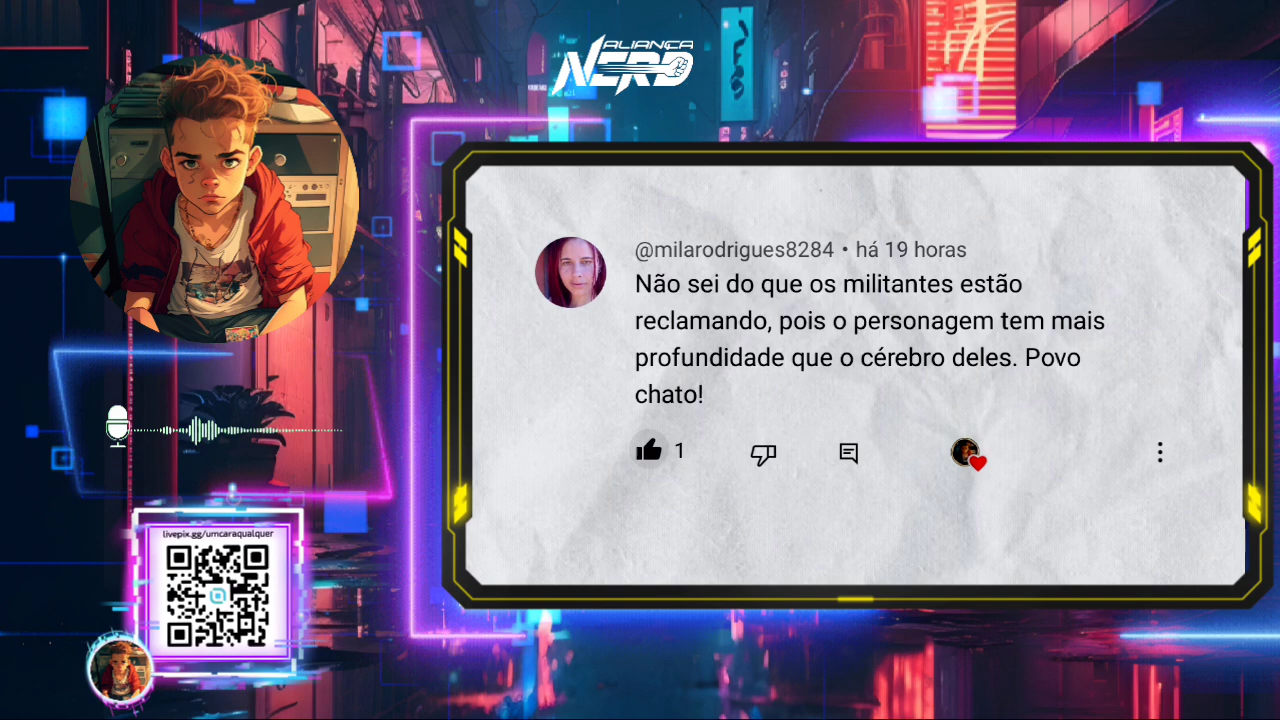 ALIANÇA
NERD
@milarodrigues8284 • há 19 horas
Não sei do que os militantes estão
reclamando, pois o personagem tem mais
profundidade que o cérebro deles. Povo
chato!
1
livepix.gg/umcaraqualquer